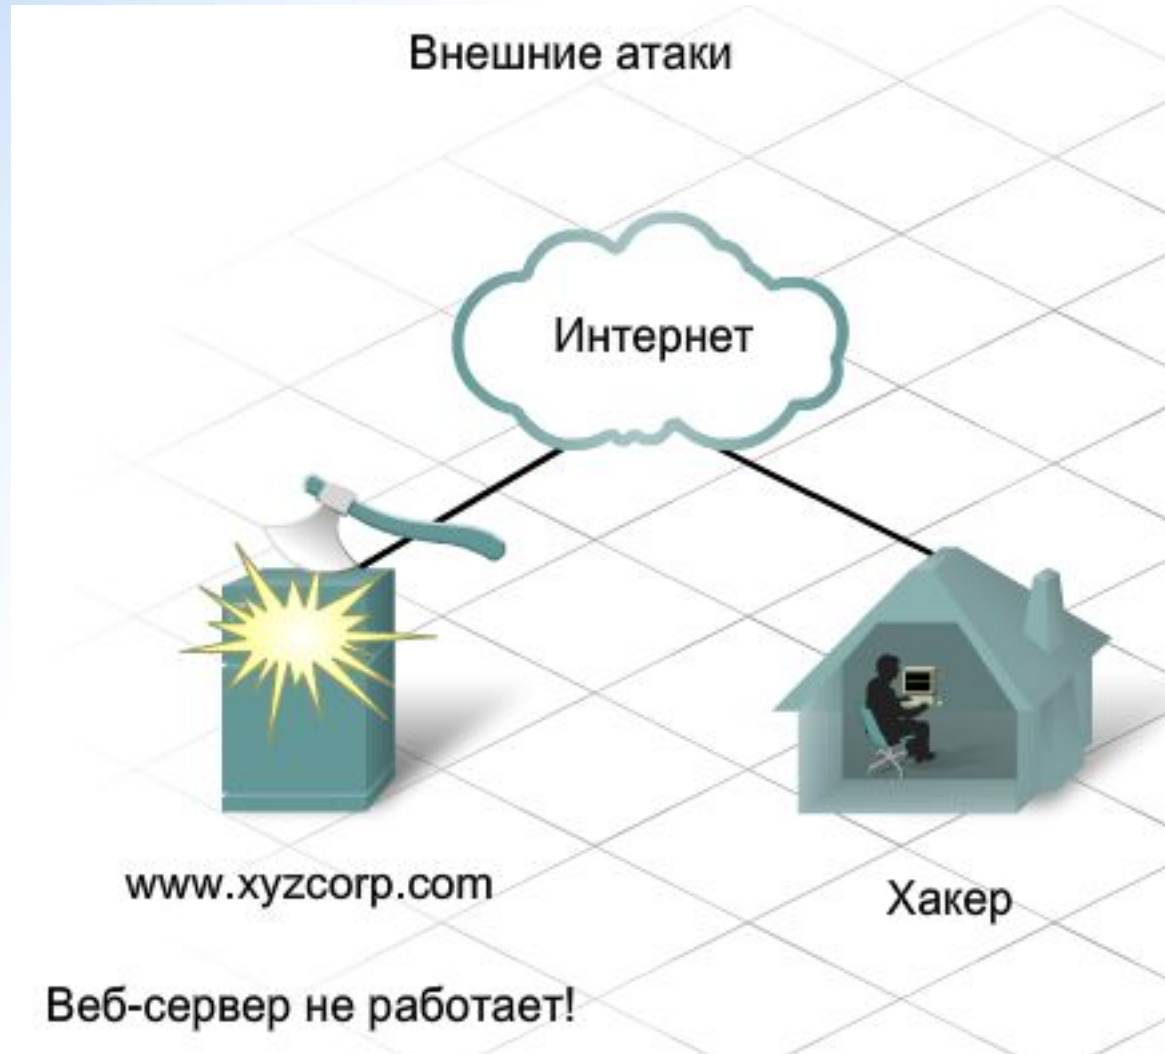 Внешние атаки
Интернет
www.xyzcorp.com
Хакер
Веб-сервер не работает!